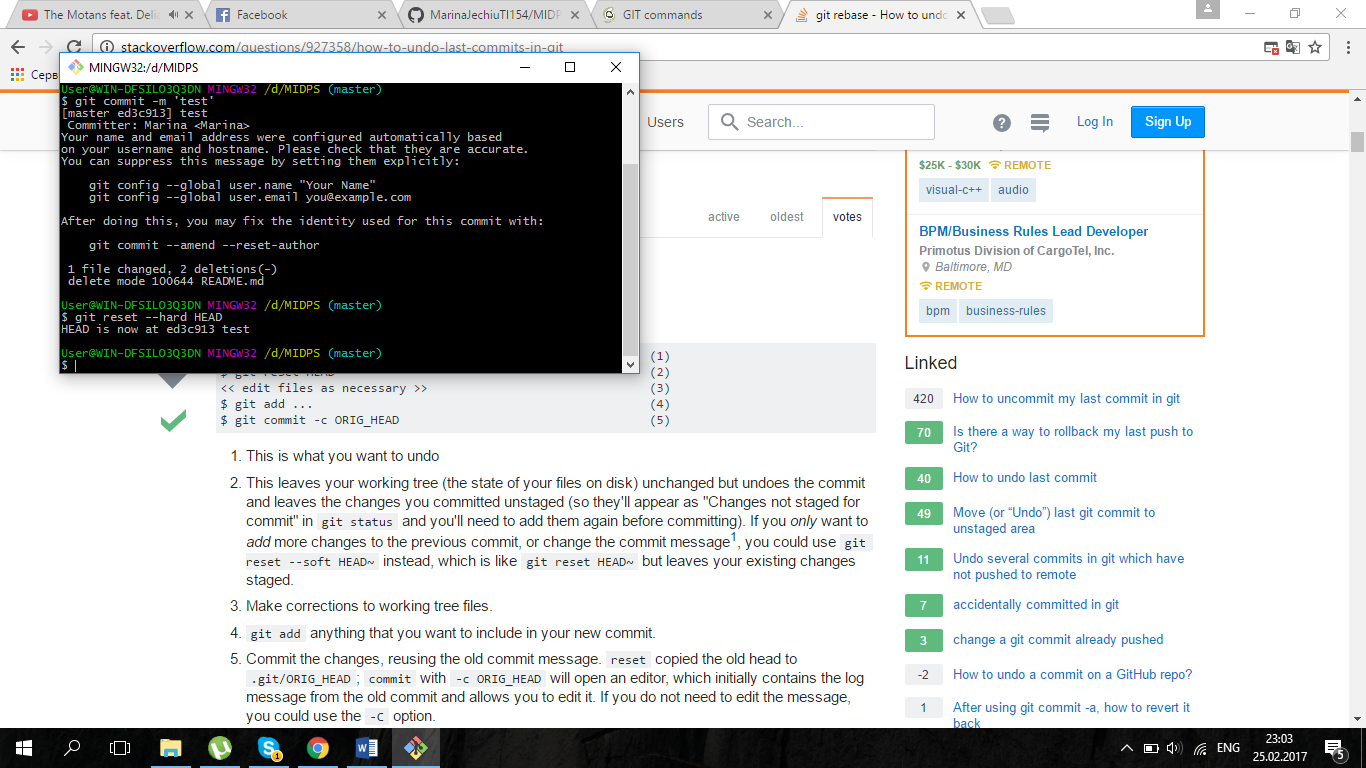 The Motans feat. Delia
Facebook
MarinaJechiuTI154/MIDP
GIT commands
git rebase - How to undo
stackoverflow.com/questions/927358/how-to-undo-last-commits-in-git
Серв
MINGW32:/d/MIDPS
User@WIN-DFSILO3Q3DN MINGW32 /d/MIDPS (master)
$ git commit -m 'test'
[master ed3c913] test
Committer: Marina <Marina>
Your name and email address were configured automatically based
on your username and hostname. Please check that they are accurate.
You can suppress this message by setting them explicitly:
git config --global user.name "Your Name"
git config --global user.email you@example.com
After doing this, you may fix the identity used for this commit with:
git commit --amend --reset-author
1 file changed, 2 deletions(-)
delete mode 100644 README.md
User@WIN-DFSILO3Q3DN MINGW32 /d/MIDPS (master)
$ git reset --hard HEAD
HEAD is now at ed3c913 test
User@WIN-DFSILO3Q3DN MINGW32 /d/MIDPS (master)
$
Users
Search...
Log In
Sign Up
active oldest votes
(1)
$ git reset HEAD~ (2)
<< edit files as necessary >> (3)
$ git add ... (4)
$ git commit -c ORIG_HEAD (5)
1. This is what you want to undo
2. This leaves your working tree (the state of your files on disk) unchanged but undoes the commit
and leaves the changes you committed unstaged (so they'll appear as "Changes not staged for
commit" in git status and you'll need to add them again before committing). If you only want to
add more changes to the previous commit, or change the commit message1, you could use git
reset --soft HEAD~ instead, which is like git reset HEAD~ but leaves your existing changes
staged.
3. Make corrections to working tree files.
4. git add anything that you want to include in your new commit.
5. Commit the changes, reusing the old commit message. reset copied the old head to
.git/ORIG_HEAD ; commit with -c ORIG_HEAD will open an editor, which initially contains the log
message from the old commit and allows you to edit it. If you do not need to edit the message,
you could use the -C option.
$25K - $30K REMOTE
visual-c++ audio
BPM/Business Rules Lead Developer
Primotus Division of CargoTel, Inc.
Baltimore, MD
REMOTE
bpm business-rules
Linked
420 How to uncommit my last commit in git
70 Is there a way to rollback my last push to
Git?
40 How to undo last commit
49 Move (or “Undo”) last git commit to
unstaged area
11 Undo several commits in git which have
not pushed to remote
7 accidentally committed in git
3 change a git commit already pushed
-2 How to undo a commit on a GitHub repo?
1 After using git commit -a, how to revert it
back
1
ENG
23:03
25.02.2017
5